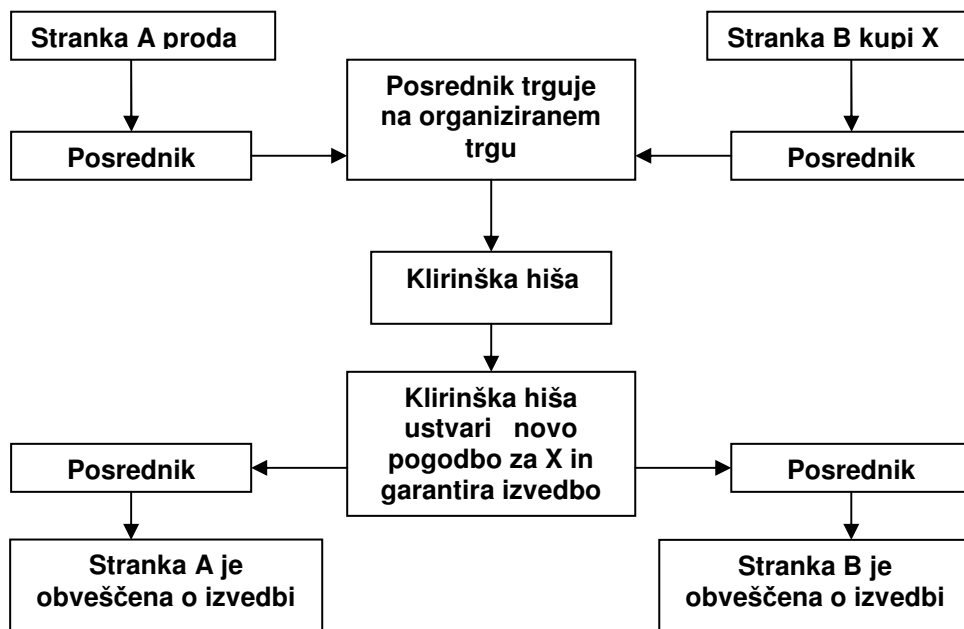 Stranka A proda
Stranka B kupi X
Posrednik trguje
na organiziranem
trgu
Posrednik
Posrednik
Klirinška hiša
Klirinška hiša
ustvari novo
pogodbo za X in
garantira izvedbo
Posrednik
Posrednik
Stranka A je
obveščena o izvedbi
Stranka B je
obveščena o izvedbi